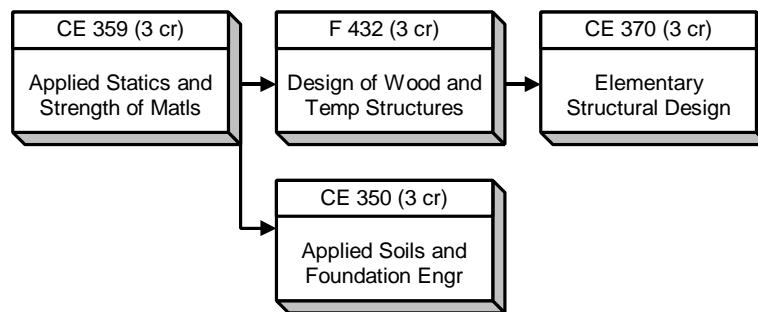 CE 359 (3 cr)
Applied Statics and
Strength of Matls
F 432 (3 cr)
Design of Wood and
Temp Structures
CE 370 (3 cr)
Elementary
Structural Design
CE 350 (3 cr)
Applied Soils and
Foundation Engr